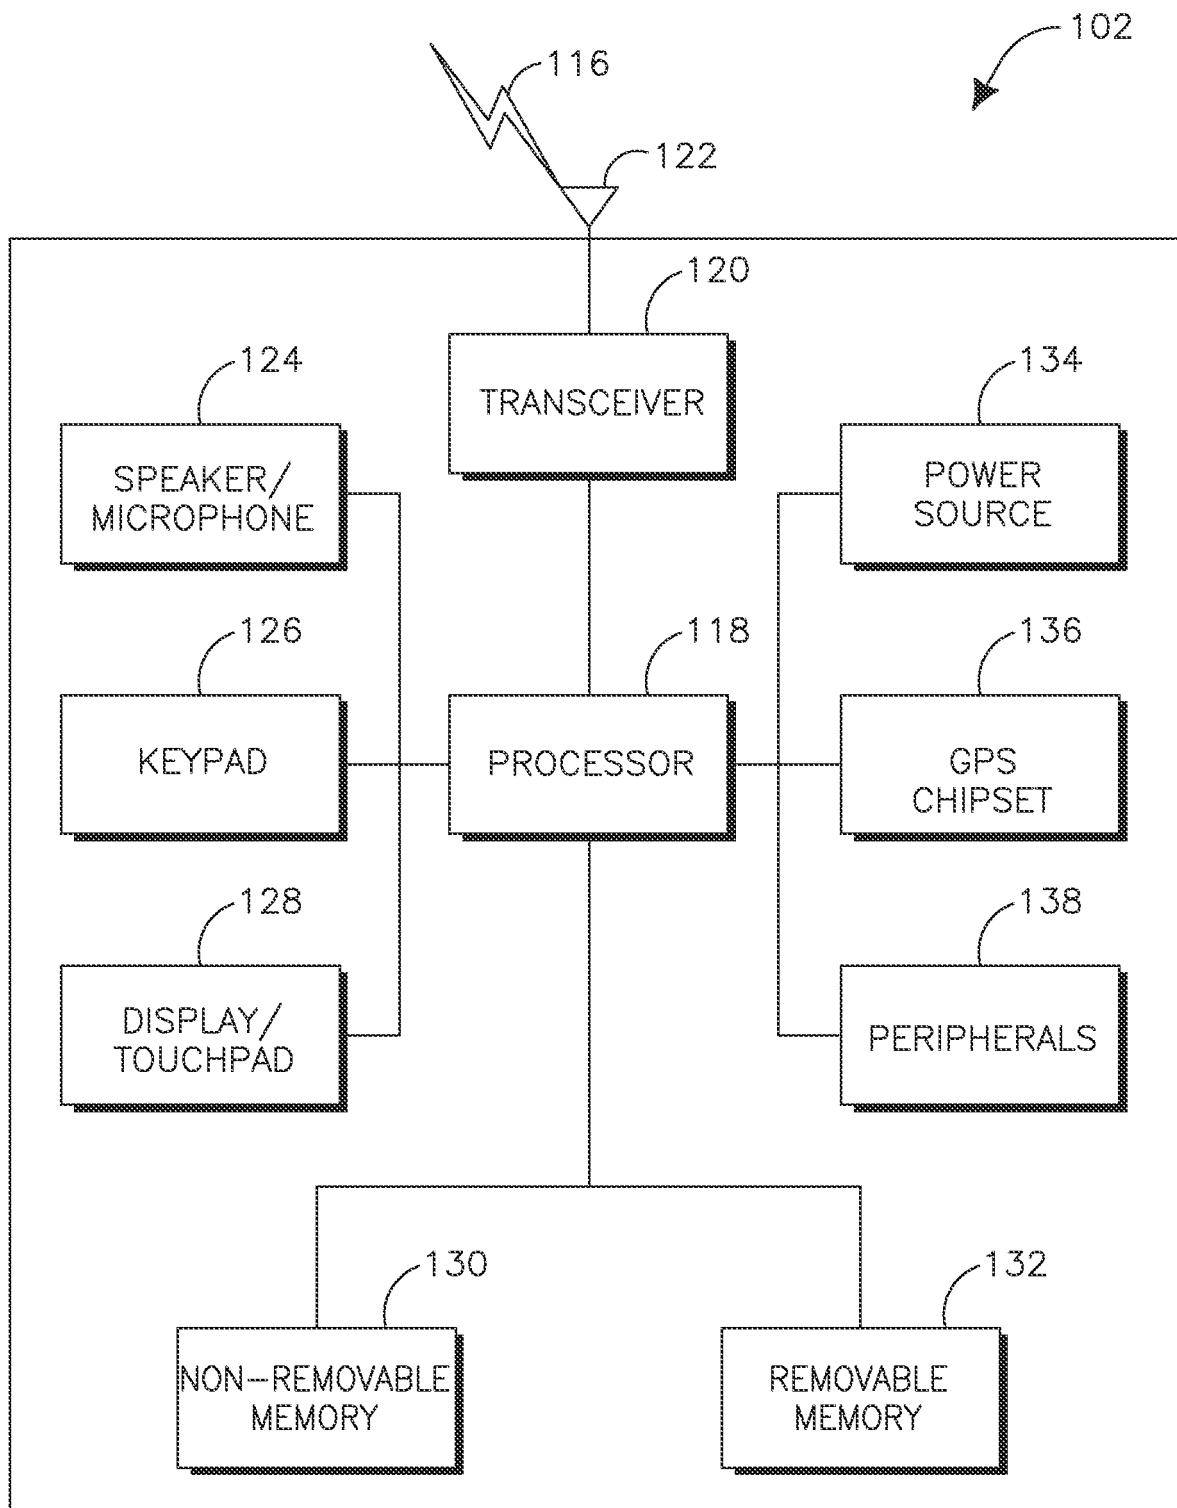 102
116
122
120
TRANSCEIVER
124
SPEAKER/
MICROPHONE
134
POWER
SOURCE
126
KEYPAD
118
PROCESSOR
136
GPS
CHIPSET
128
DISPLAY/
TOUCHPAD
138
PERIPHERALS
130
NON-REMOVABLE
MEMORY
132
REMOVABLE
MEMORY